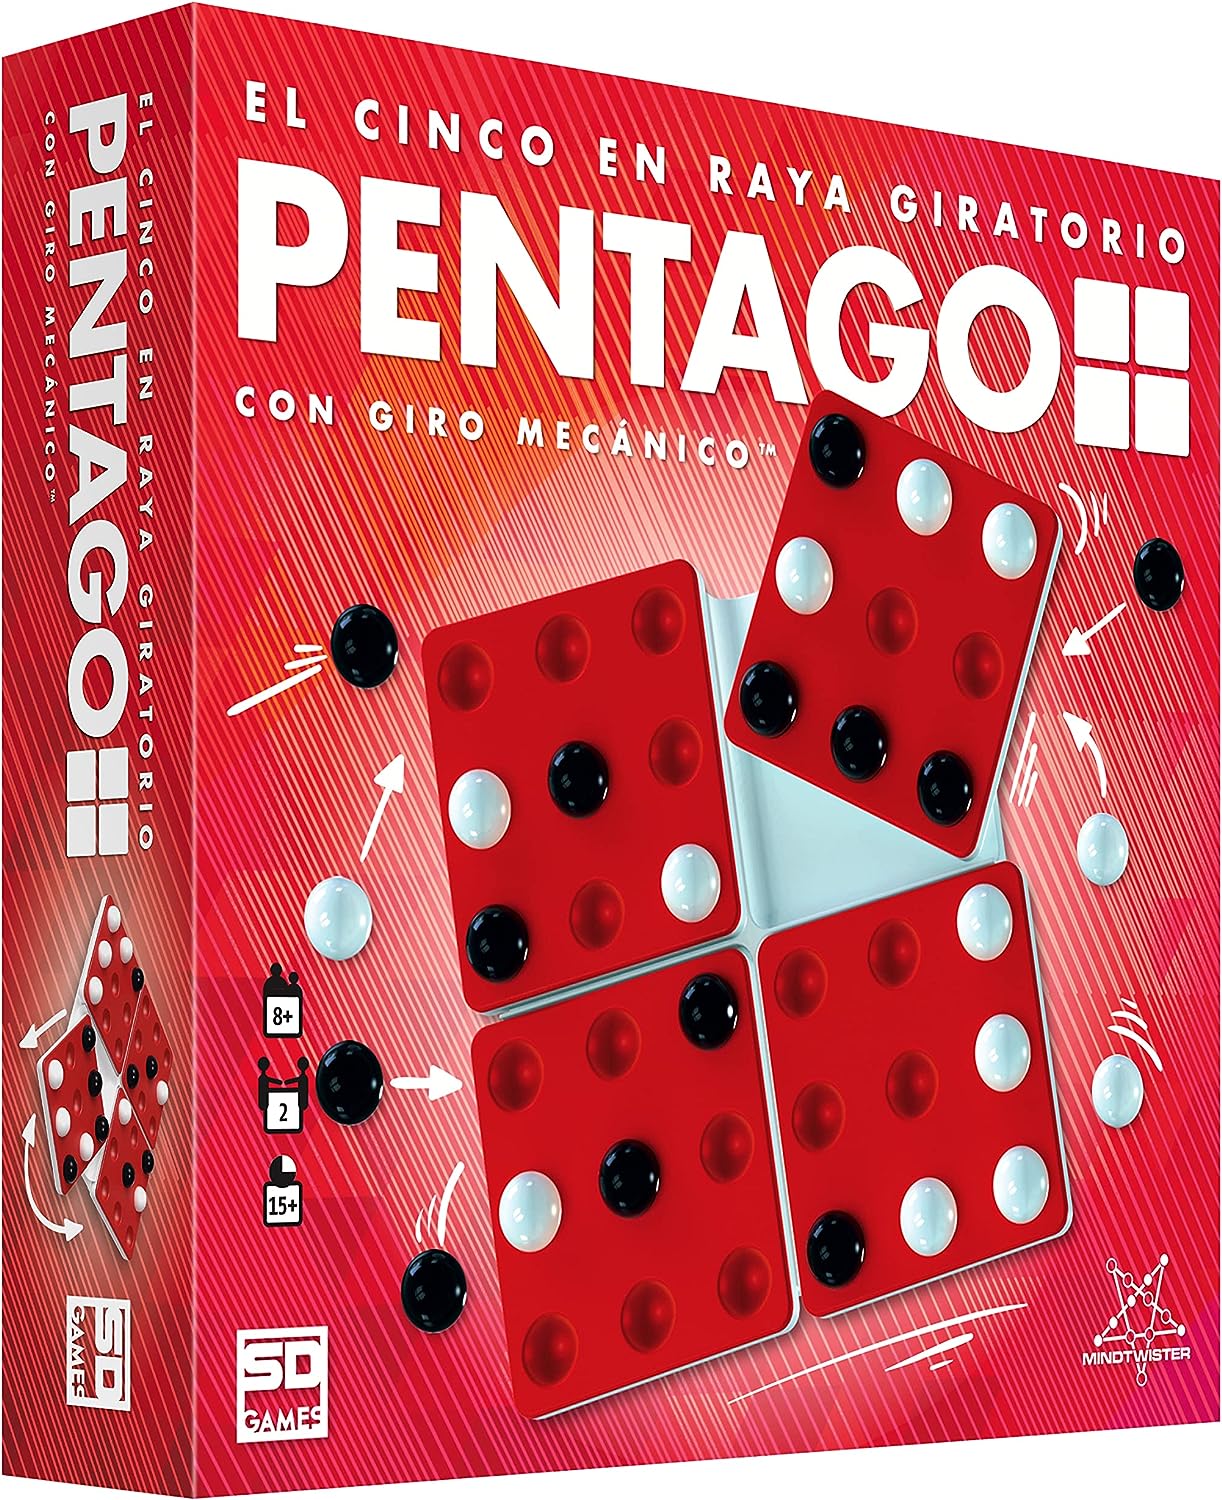 EL CINCO EN RAYA GIRATORIO
PENTAGO
CON GIRO MECÁNICO™
8+
2
15+
SD
GAMES
MINDTWISTER
EL CINCO EN RAYA GIRATORIO
PENTAGO
CON GIRO MECÁNICO™
SD
GAMES